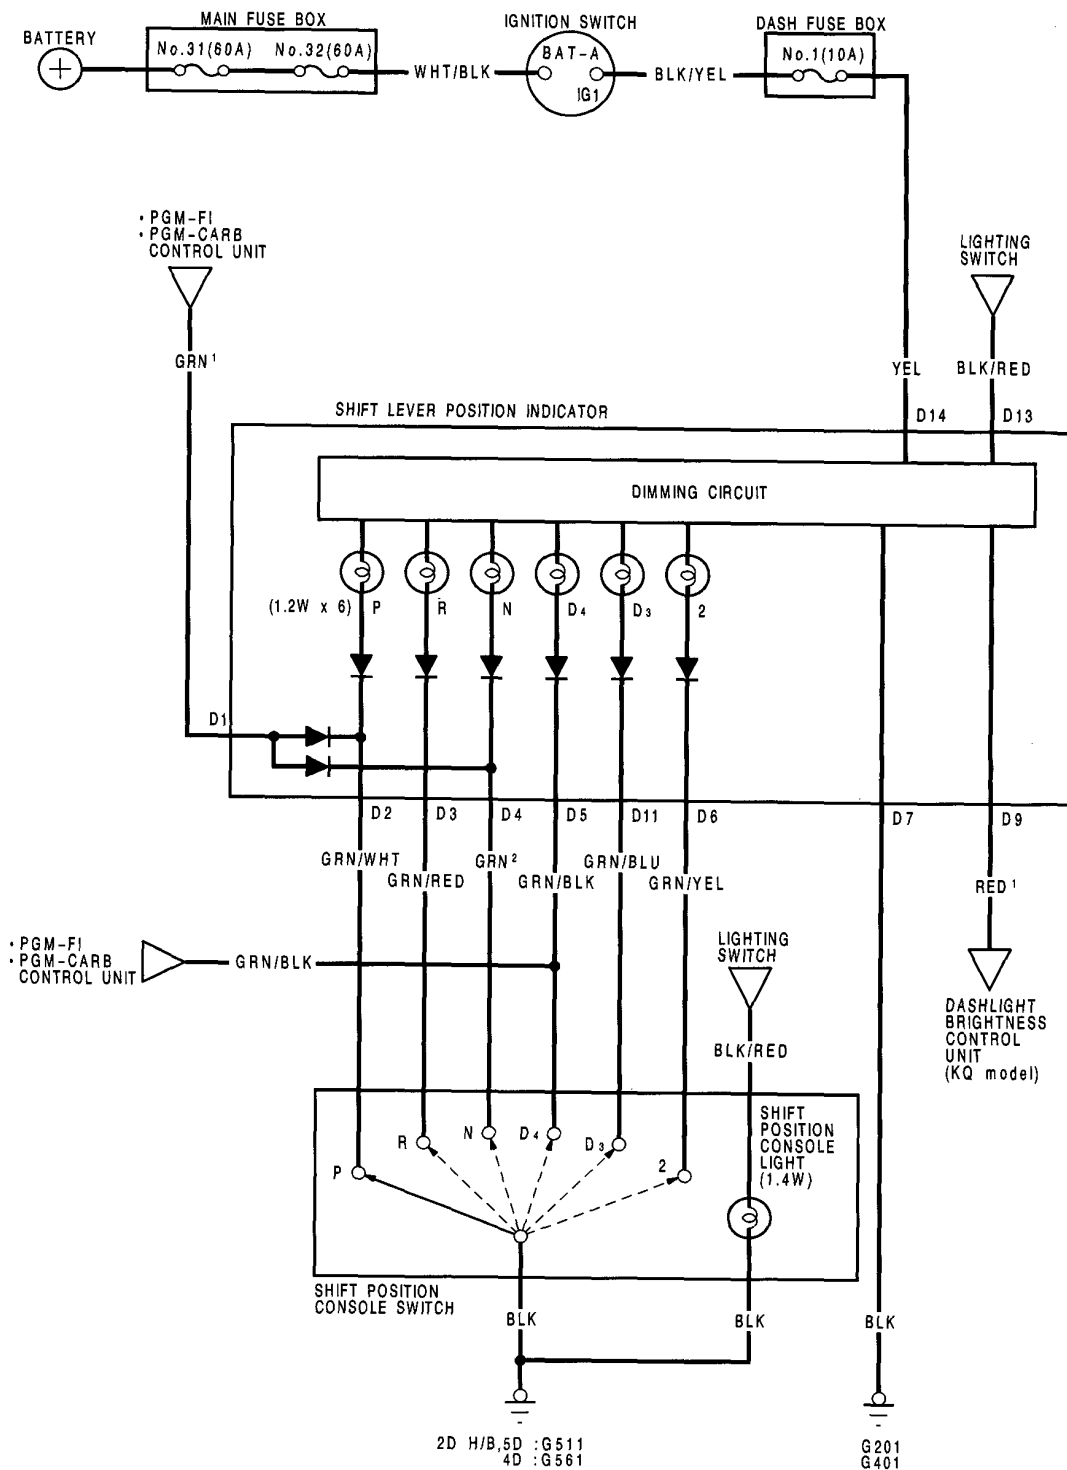 MAIN FUSE BOX
IGNITION SWITCH
DASH FUSE BOX
BATTERY
No.31(60A)
No.32(60A)
WHT/BLK
BAT-A
IG1
BLK/YEL
No.1(10A)
• PGM-FI
• PGM-CARB
CONTROL UNIT
LIGHTING
SWITCH
GRN¹
YEL
BLK/RED
SHIFT LEVER POSITION INDICATOR
D14
D13
DIMMING CIRCUIT
(1.2W x 6)
P
R
N
D4
D3
2
D1
D2
D3
D4
D5
D11
D6
D7
D9
GRN/WHT
GRN/RED
GRN²
GRN/BLK
GRN/BLU
GRN/YEL
RED¹
• PGM-FI
• PGM-CARB
CONTROL UNIT
GRN/BLK
LIGHTING
SWITCH
DASHLIGHT
BRIGHTNESS
CONTROL
UNIT
(KQ model)
BLK/RED
P
R
N
D4
D3
2
SHIFT
POSITION
CONSOLE
LIGHT
(1.4W)
SHIFT POSITION
CONSOLE SWITCH
BLK
BLK
BLK
2D H/B,5D :G511
4D :G561
G201
G401